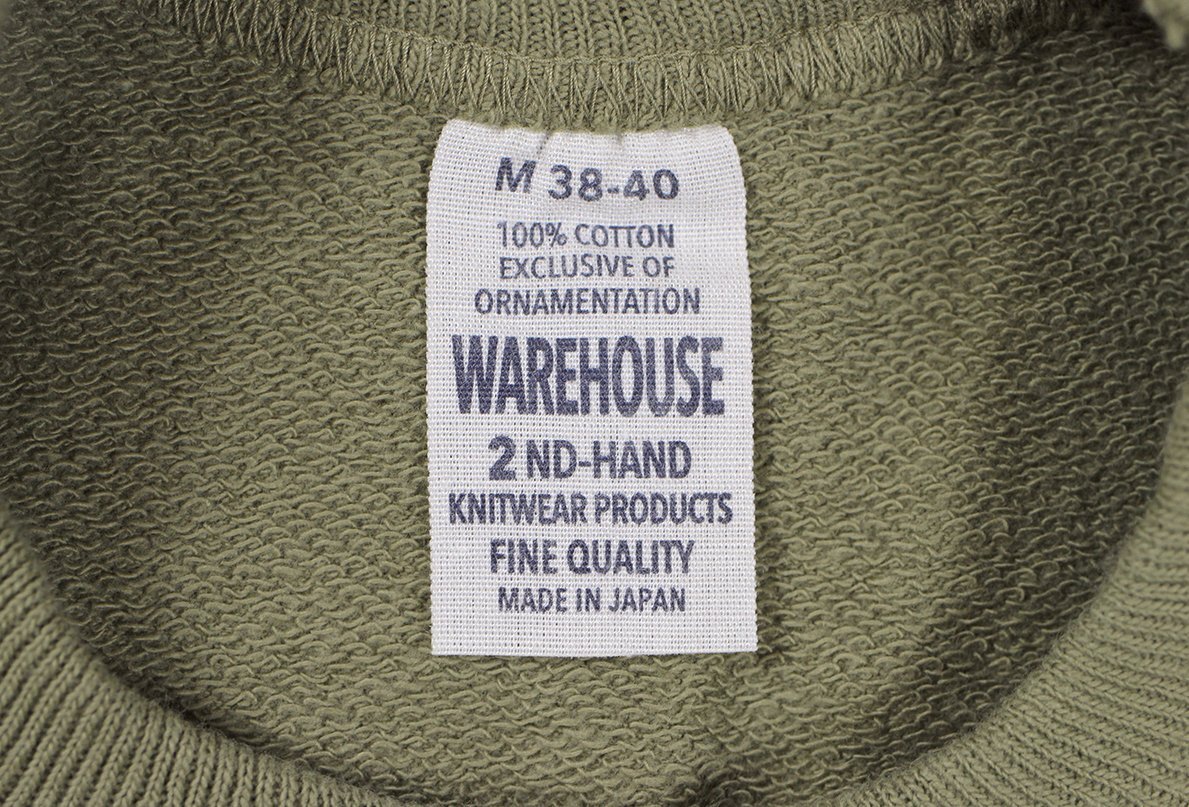 M 38-40
100% COTTON
EXCLUSIVE OF
ORNAMENTATION
WAREHOUSE
2 ND-HAND
KNITWEAR PRODUCTS
FINE QUALITY
MADE IN JAPAN